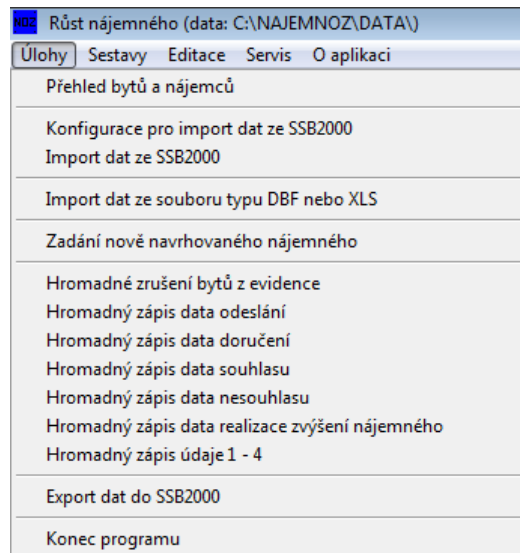 NOZ Růst nájemného (data: C:\NAJEMNOZ\DATA\)
Úlohy Sestavy Editace Servis O aplikaci
Přehled bytů a nájemců
Konfigurace pro import dat ze SSB2000
Import dat ze SSB2000
Import dat ze souboru typu DBF nebo XLS
Zadání nově navrhovaného nájemného
Hromadné zrušení bytů z evidence
Hromadný zápis data odeslání
Hromadný zápis data doručení
Hromadný zápis data souhlasu
Hromadný zápis data nesouhlasu
Hromadný zápis data realizace zvýšení nájemného
Hromadný zápis údaje 1 - 4
Export dat do SSB2000
Konec programu